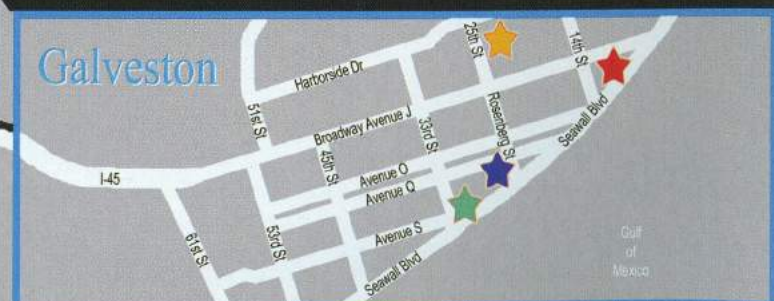 Galveston
25th St
14th St
Harborside Dr
51st St
Broadway Avenue J
33rd St
Rosenberg St
Seawall Blvd
45th St
Avenue O
Avenue Q
I-45
61st St
53rd St
Avenue S
Seawall Blvd
Gulf
of
Mexico